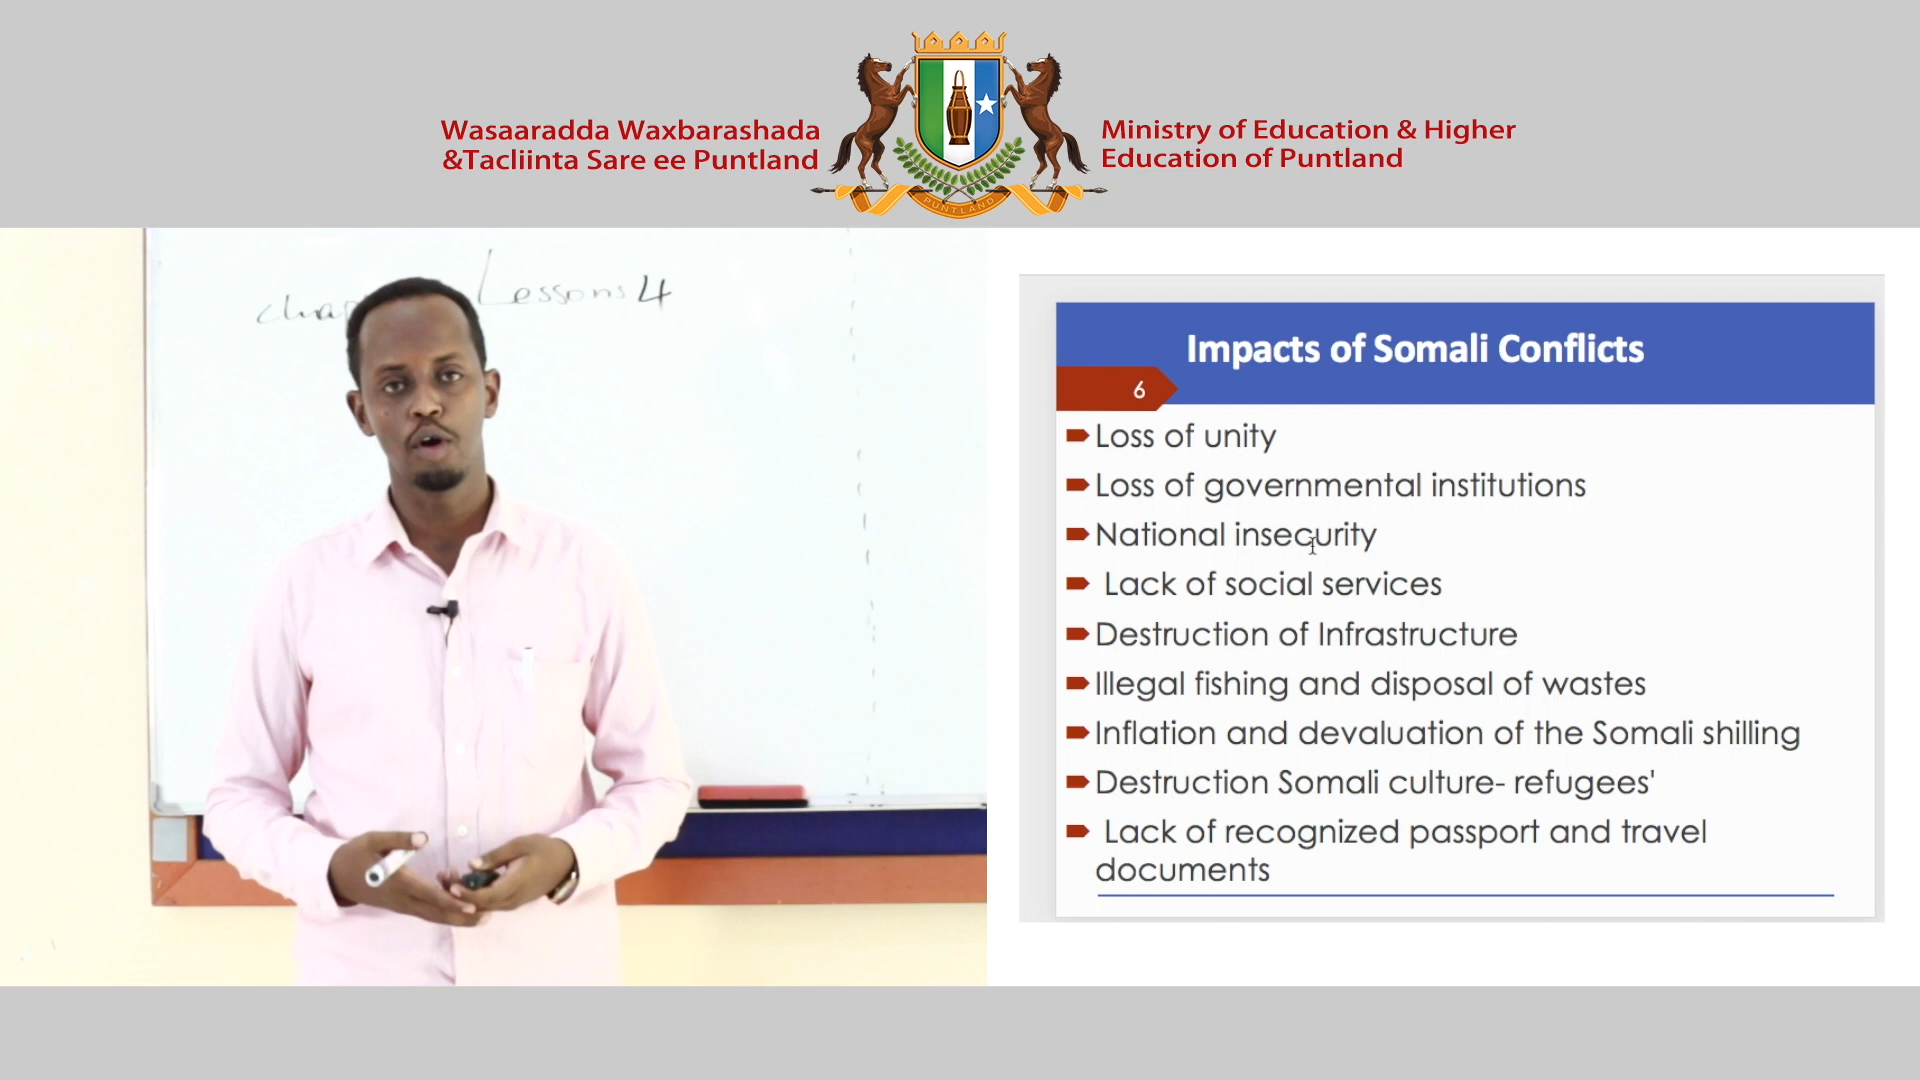 Wasaaradda Waxbarashada
&Tacliinta Sare ee Puntland
PUNTLAND
Ministry of Education & Higher
Education of Puntland
Lessons 4
Impacts of Somali Conflicts
6
Loss of unity
Loss of governmental institutions
National insecurity
Lack of social services
Destruction of Infrastructure
Illegal fishing and disposal of wastes
Inflation and devaluation of the Somali shilling
Destruction Somali culture- refugees'
Lack of recognized passport and travel
documents